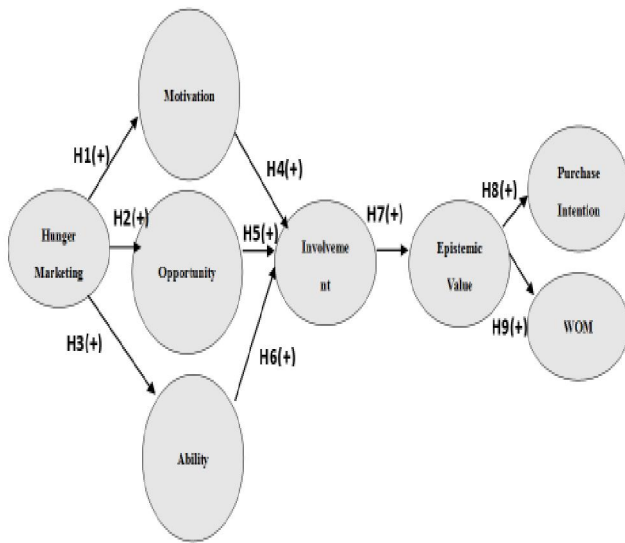 Motivation
H1(+)
H4(+)
Hunger
Marketing
H2(+)
Opportunity
H5(+)
Involveme
nt
H7(+)
Epistemic
Value
H8(+)
Purchase
Intention
H3(+)
H6(+)
H9(+)
WOM
Ability